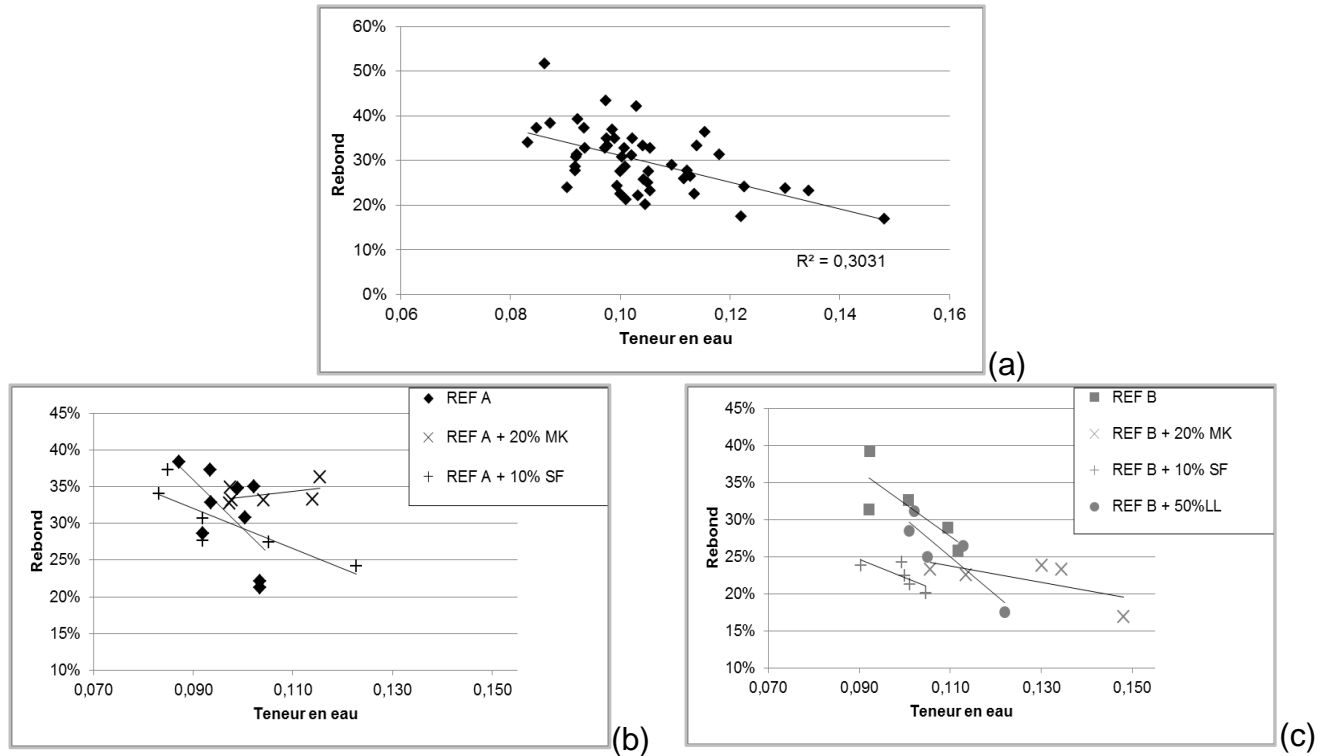 60%
50%
40%
30%
20%
10%
0%
Rebond
R² = 0,3031
0,06 0,08 0,10 0,12 0,14 0,16
Teneur en eau
(a)
45%
40%
35%
30%
25%
20%
15%
10%
Rebond
REF A
REF A + 20% MK
REF A + 10% SF
0,070 0,090 0,110 0,130 0,150
Teneur en eau
(b)
45%
40%
35%
30%
25%
20%
15%
10%
Rebond
REF B
REF B + 20% MK
REF B + 10% SF
REF B + 50%LL
0,070 0,090 0,110 0,130 0,150
Teneur en eau
(c)